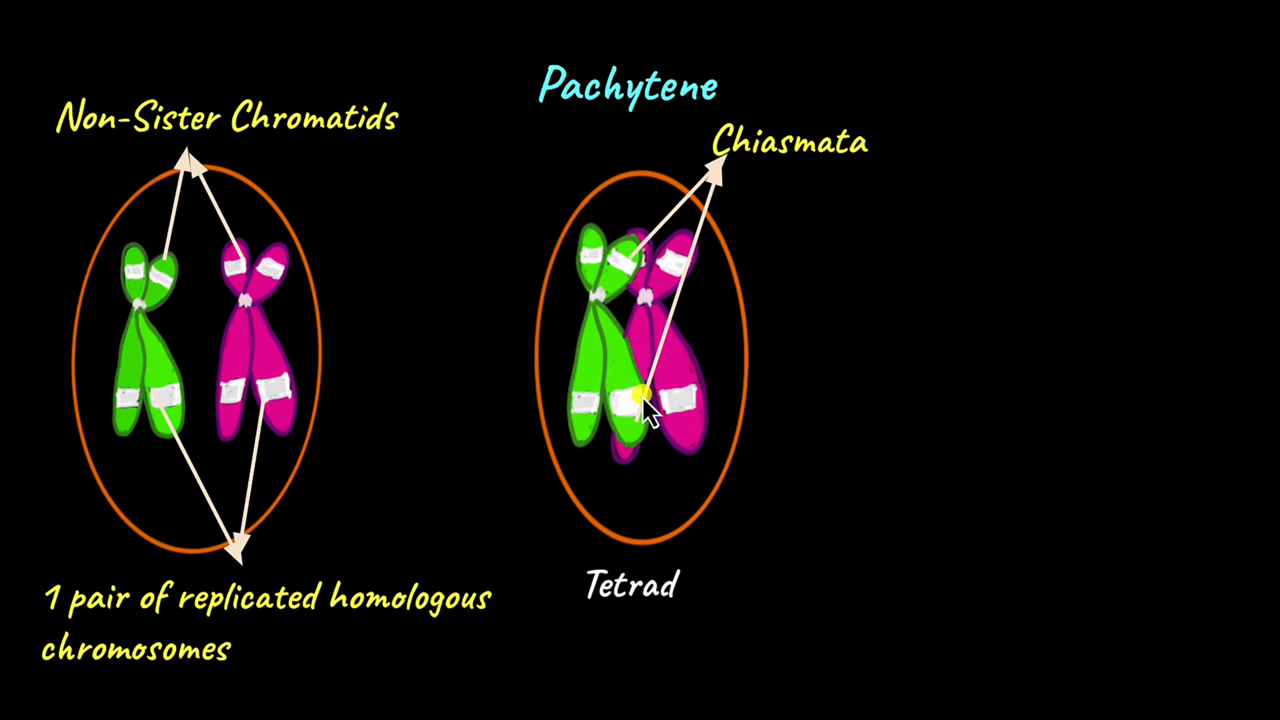 Pachytene
Non-Sister Chromatids
Chiasmata
Tetrad
1 pair of replicated homologous
chromosomes